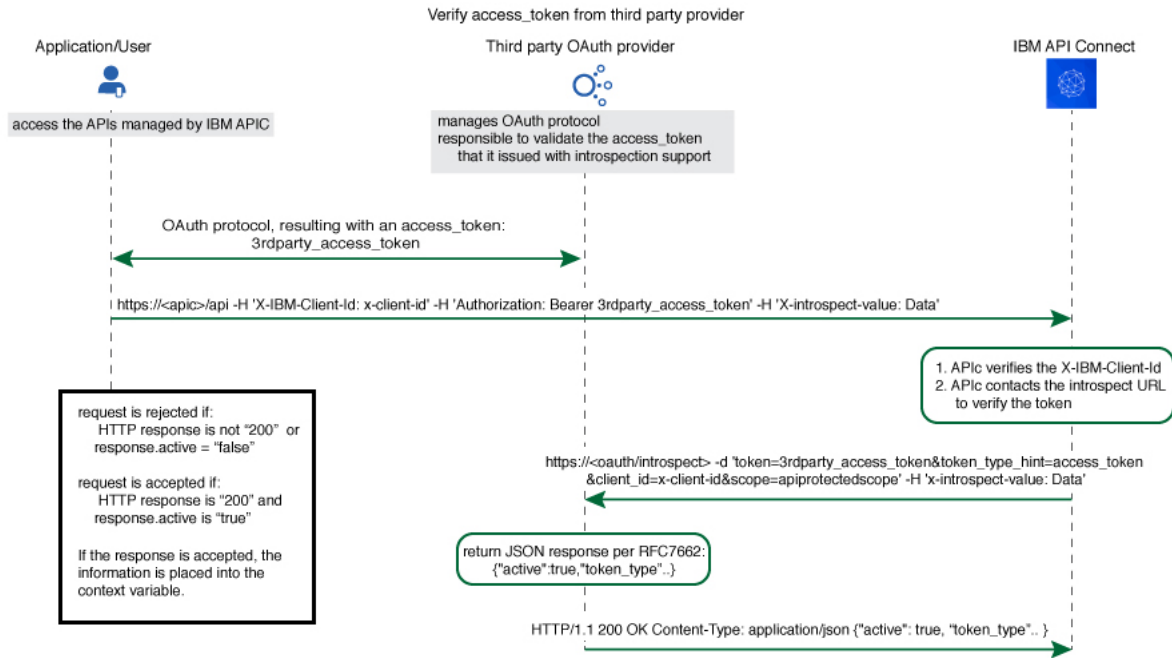 Verify access_token from third party provider
Application/User
Third party OAuth provider
IBM API Connect
access the APIs managed by IBM APIC
manages OAuth protocol
responsible to validate the access_token
that it issued with introspection support
OAuth protocol, resulting with an access_token:
3rdparty_access_token
https://<apic>/api -H 'X-IBM-Client-Id: x-client-id' -H 'Authorization: Bearer 3rdparty_access_token' -H 'X-introspect-value: Data'
1. APIc verifies the X-IBM-Client-Id
2. APIc contacts the introspect URL
to verify the token
request is rejected if:
HTTP response is not “200” or
response.active = “false”
request is accepted if:
HTTP response is “200” and
response.active is “true”
If the response is accepted, the
information is placed into the
context variable.
https://<oauth/introspect> -d 'token=3rdparty_access_token&token_type_hint=access_token
&client_id=x-client-id&scope=apiprotectedscope' -H 'x-introspect-value: Data'
return JSON response per RFC7662:
{"active":true,"token_type"..}
HTTP/1.1 200 OK Content-Type: application/json {"active": true, “token_type”.. }